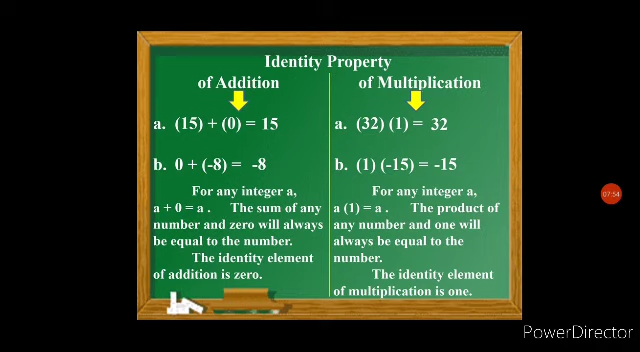 Identity Property
of Addition
a. (15) + (0) = 15
b. 0 + (-8) = -8
For any integer a,
a + 0 = a . The sum of any
number and zero will always
be equal to the number.
The identity element
of addition is zero.
of Multiplication
a. (32) (1) = 32
b. (1) (-15) = -15
For any integer a,
a (1) = a . The product of
any number and one will
always be equal to the
number.
The identity element
of multiplication is one.
07:54
PowerDirector